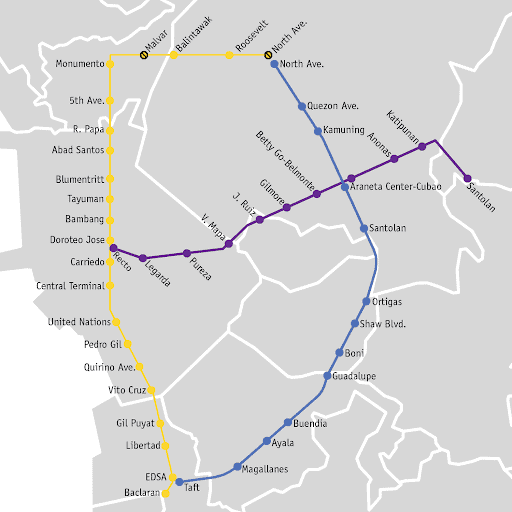 Malvar
Balintawak
Roosevelt
North Ave.
Monumento
North Ave.
5th Ave.
Quezon Ave.
R. Papa
Kamuning
Abad Santos
Katipunan
Anonas
Betty Go-Belmonte
Blumentritt
Araneta Center-Cubao
Santolan
Tayuman
Gilmore
J. Ruiz
Bambang
V. Mapa
Santolan
Doroteo Jose
Recto
Legarda
Pureza
Carriedo
Central Terminal
Ortigas
United Nations
Shaw Blvd.
Pedro Gil
Boni
Quirino Ave.
Guadalupe
Vito Cruz
Gil Puyat
Buendia
Libertad
Ayala
Magallanes
EDSA
Taft
Baclaran